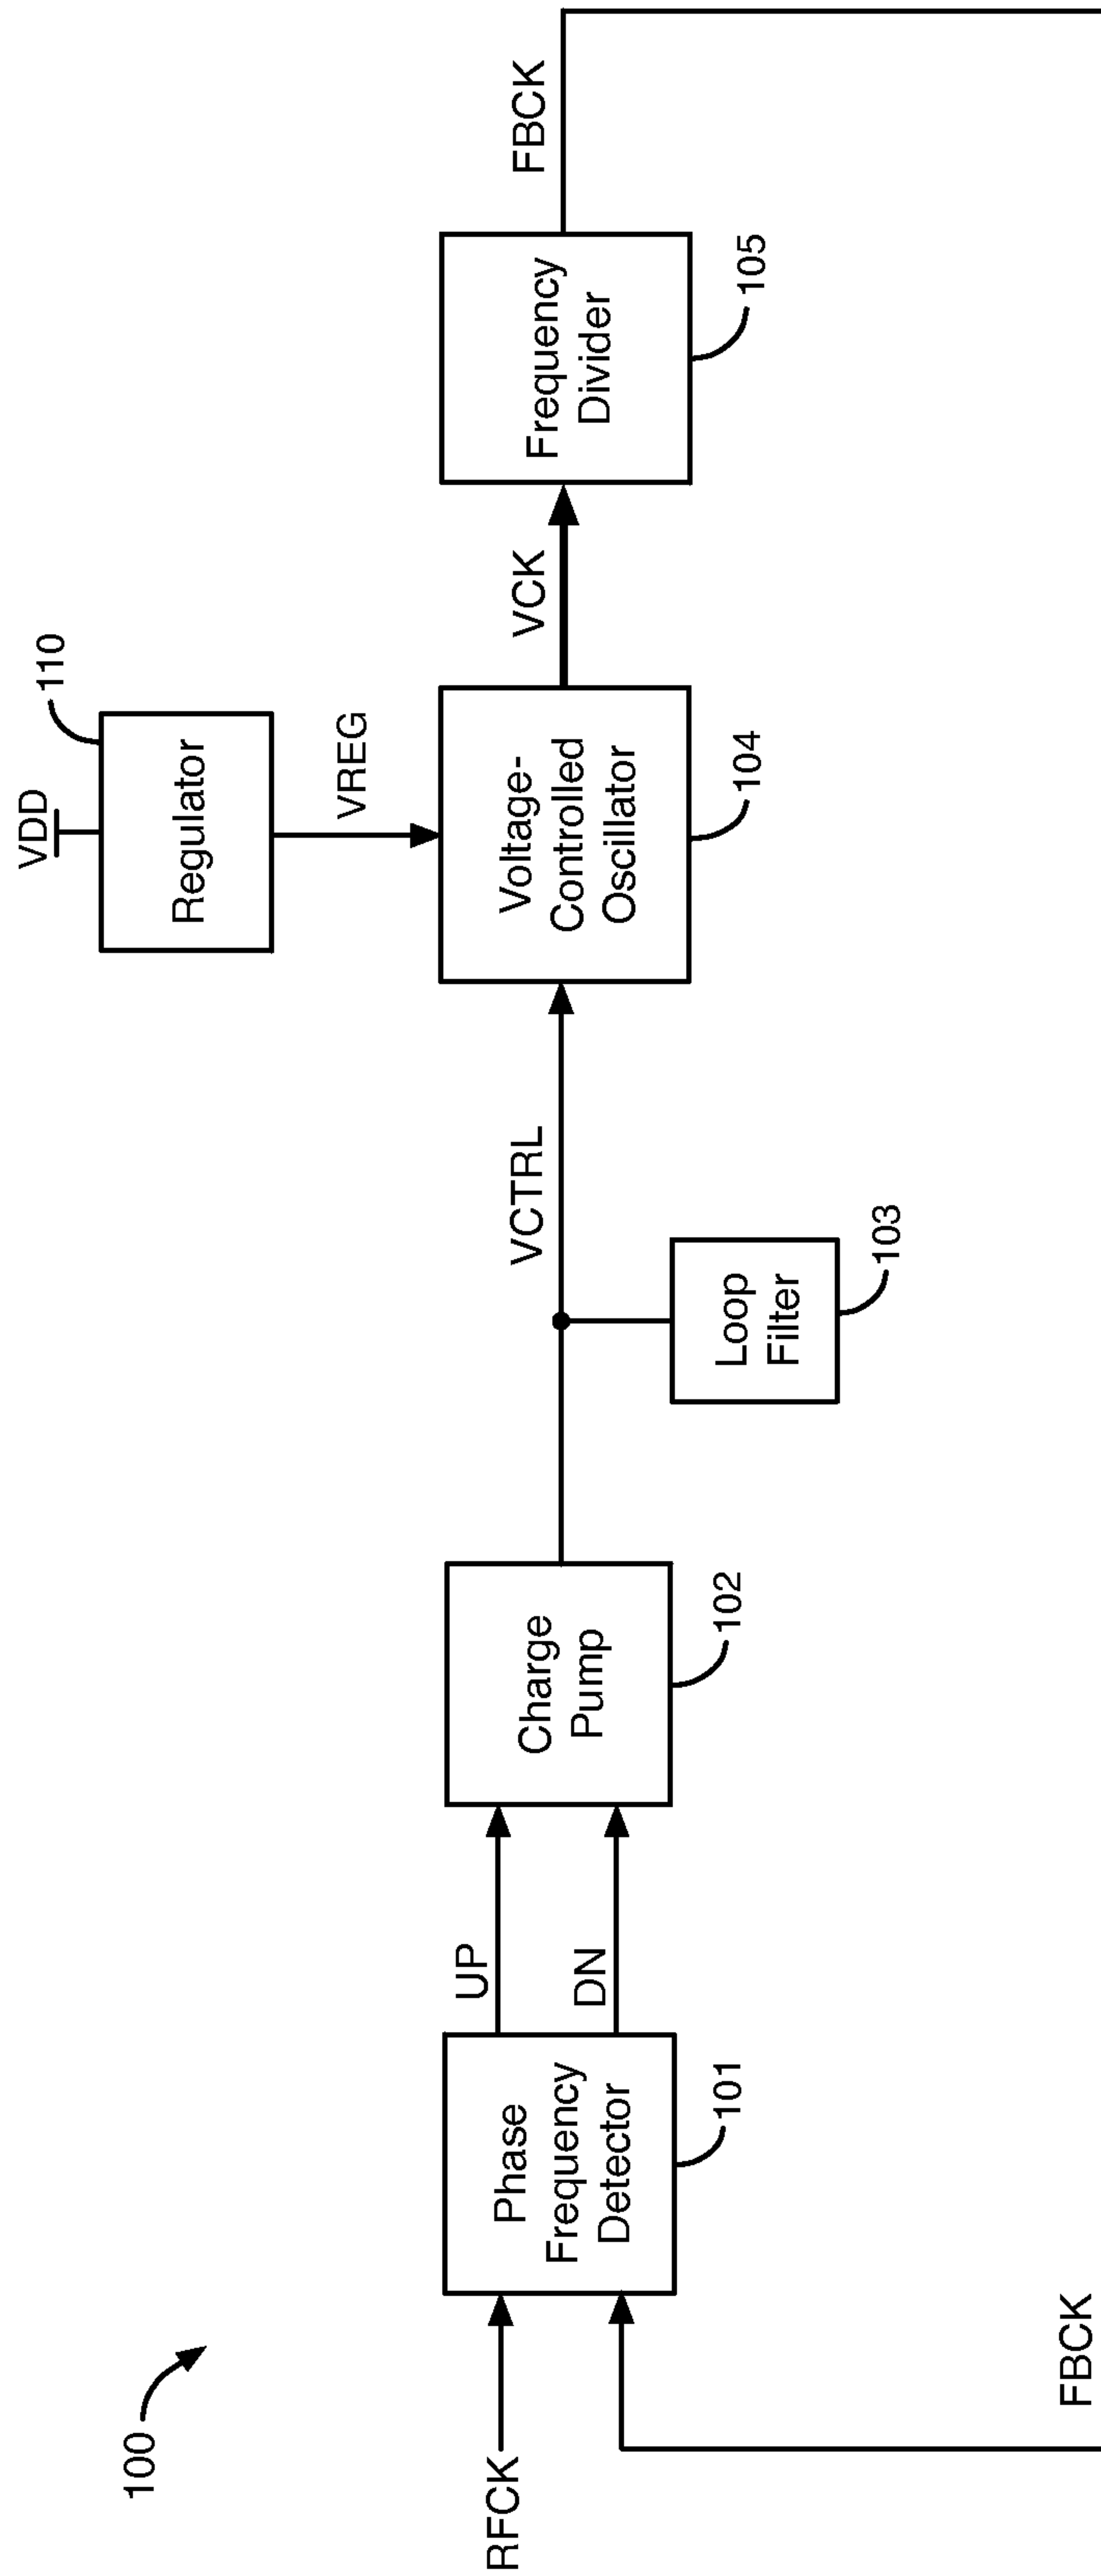 100
VDD
110
Regulator
VREG
RFCK
Phase
Frequency
Detector
101
UP
DN
Charge
Pump
102
VCTRL
Loop
Filter
103
Voltage-
Controlled
Oscillator
104
VCK
Frequency
Divider
105
FBCK
FBCK